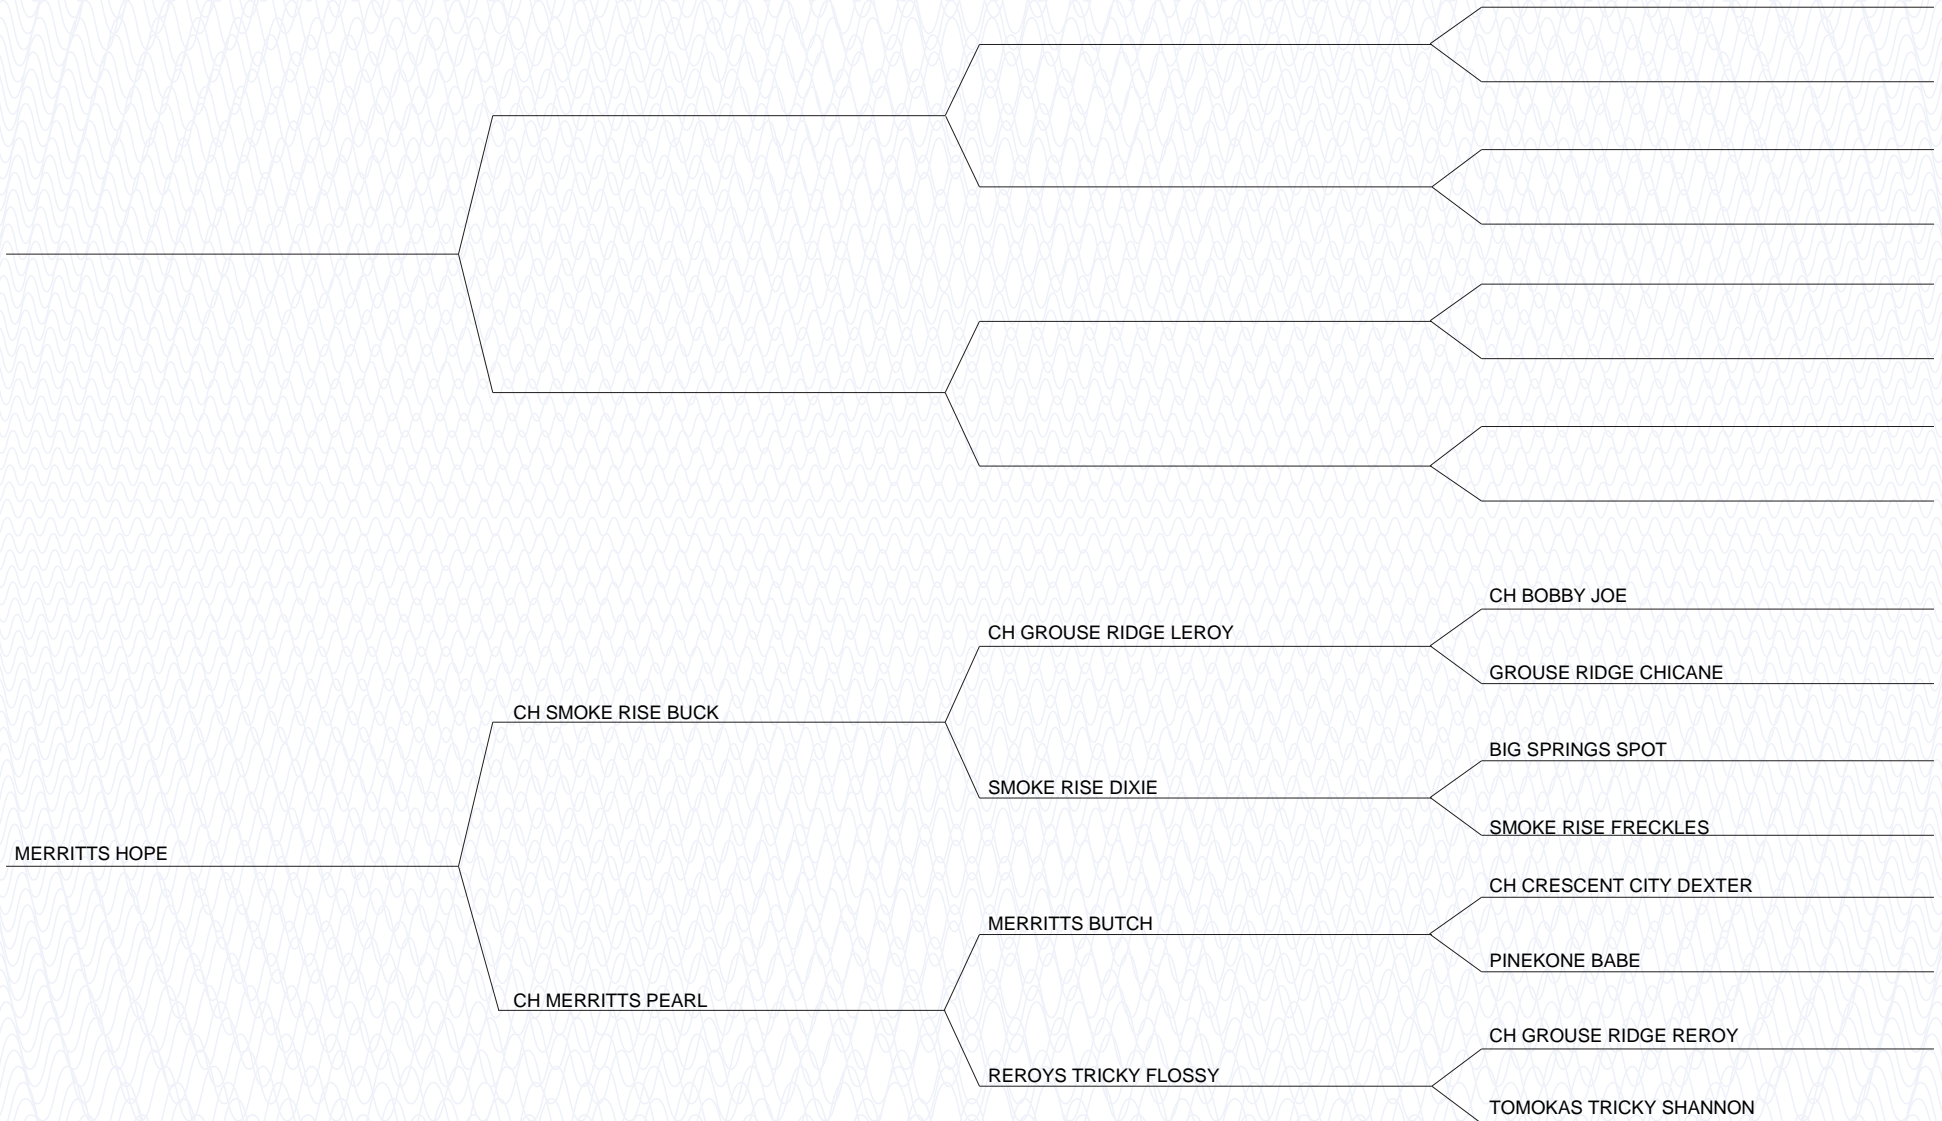 CH BOBBY JOE
CH GROUSE RIDGE LEROY
GROUSE RIDGE CHICANE
CH SMOKE RISE BUCK
BIG SPRINGS SPOT
SMOKE RISE DIXIE
SMOKE RISE FRECKLES
MERRITTS HOPE
CH CRESCENT CITY DEXTER
MERRITTS BUTCH
PINEKONE BABE
CH MERRITTS PEARL
CH GROUSE RIDGE REROY
REROYS TRICKY FLOSSY
TOMOKAS TRICKY SHANNON